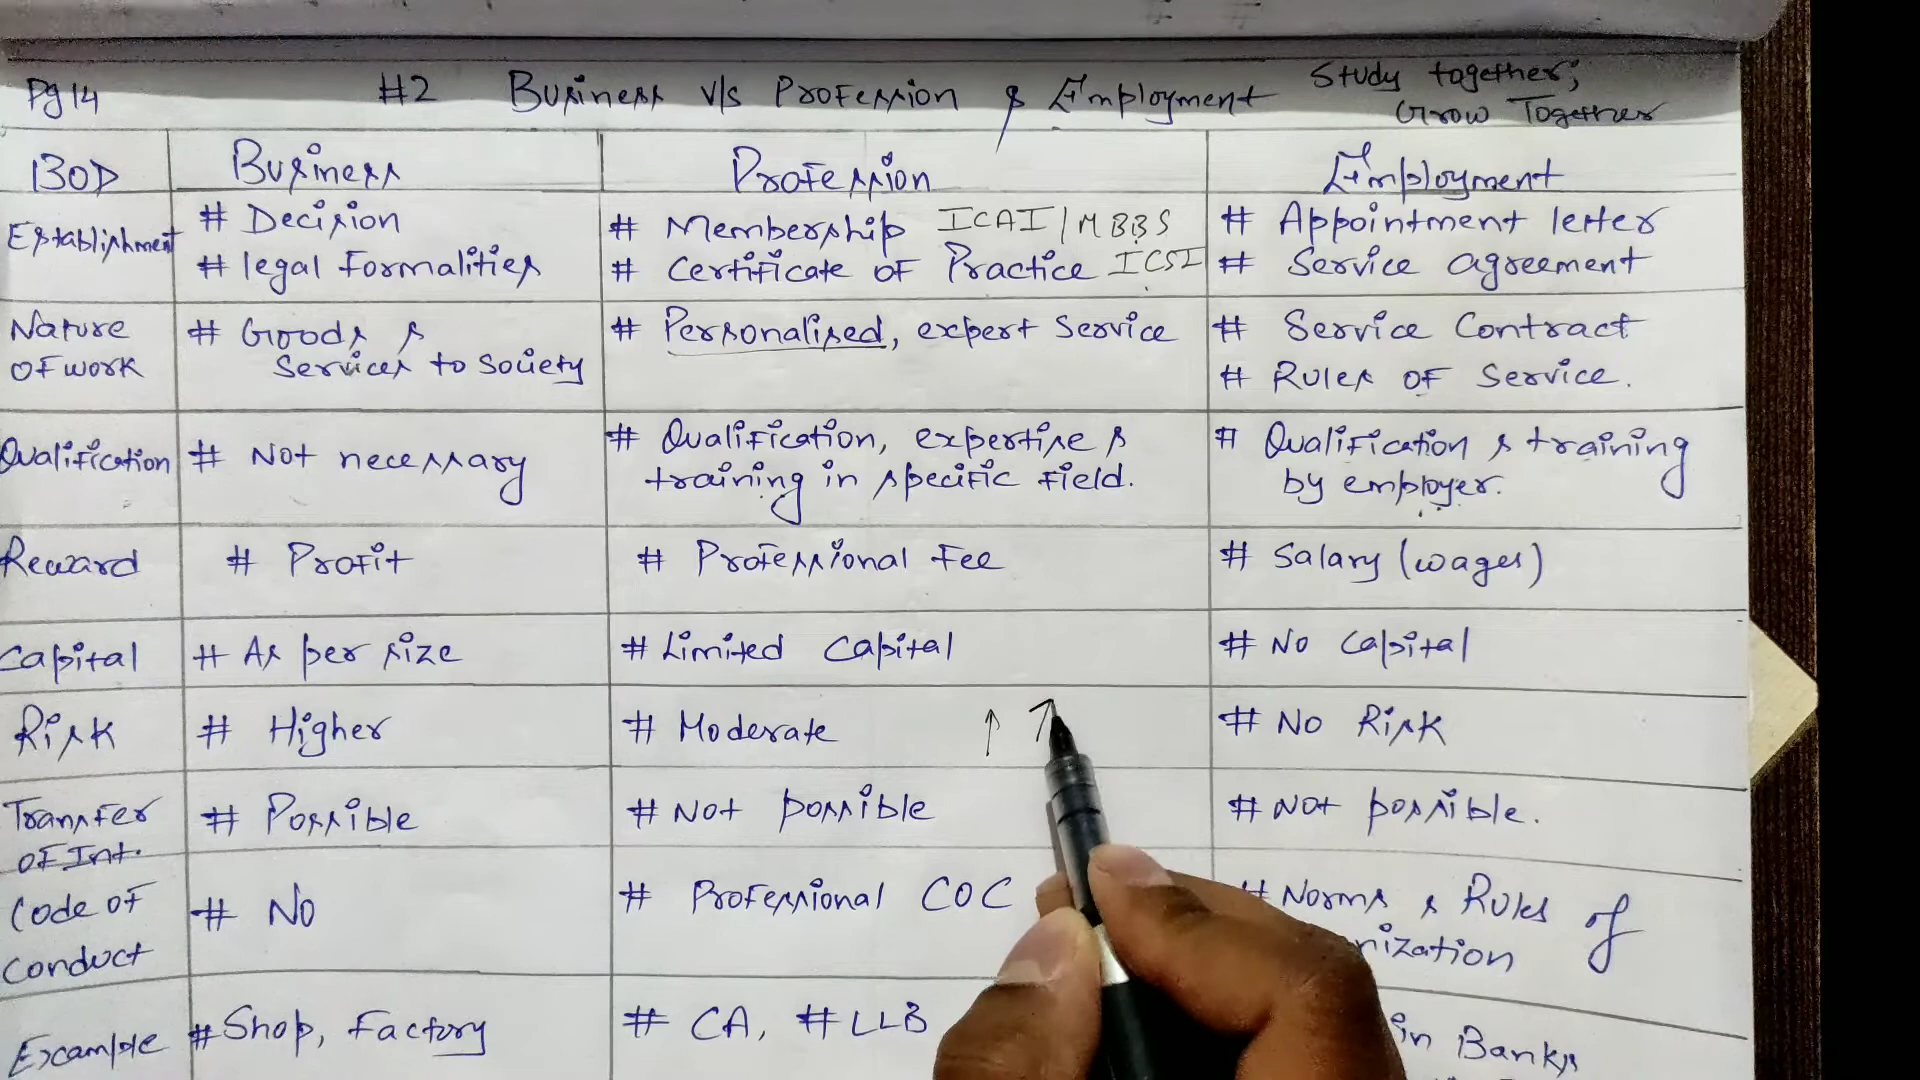 Pg 14
#2 Business v/s Profession & Employment
Study together;
Grow Together
BOD
Business
Profession
Employment
Establishment
# Decision
# legal Formalities
# Membership ICAI / MBBS
# Certificate of Practice ICSI
# Appointment letter
# Service agreement
Nature
of work
# Goods &
Services to Society
# Personalised, expert Service
# Service Contract
# Rules of Service.
Qualification
# Not necessary
# Qualification, expertise &
training in specific Field.
# Qualification & training
by employer.
Reward
# Profit
# Professional Fee
# Salary (wages)
Capital
# As per size
# Limited Capital
# No Capital
Risk
# Higher
# Moderate ↑
# No Risk
Transfer
of Int.
# Possible
# Not possible
# Not possible.
Code of
Conduct
# No
# Professional COC
# Norms & Rules of
nization
Example
# Shop, Factory
# CA, # LLB
in Banks